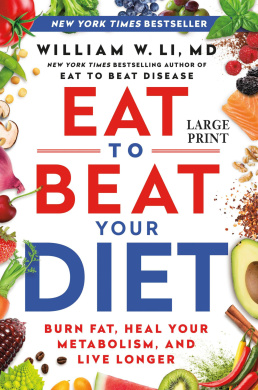 NEW YORK TIMES BESTSELLER
WILLIAM W. LI, MD
NEW YORK TIMES BESTSELLING AUTHOR OF
EAT TO BEAT DISEASE
EAT
LARGE
PRINT
TO
BEAT
YOUR
DIET
BURN FAT, HEAL YOUR
METABOLISM, AND
LIVE LONGER